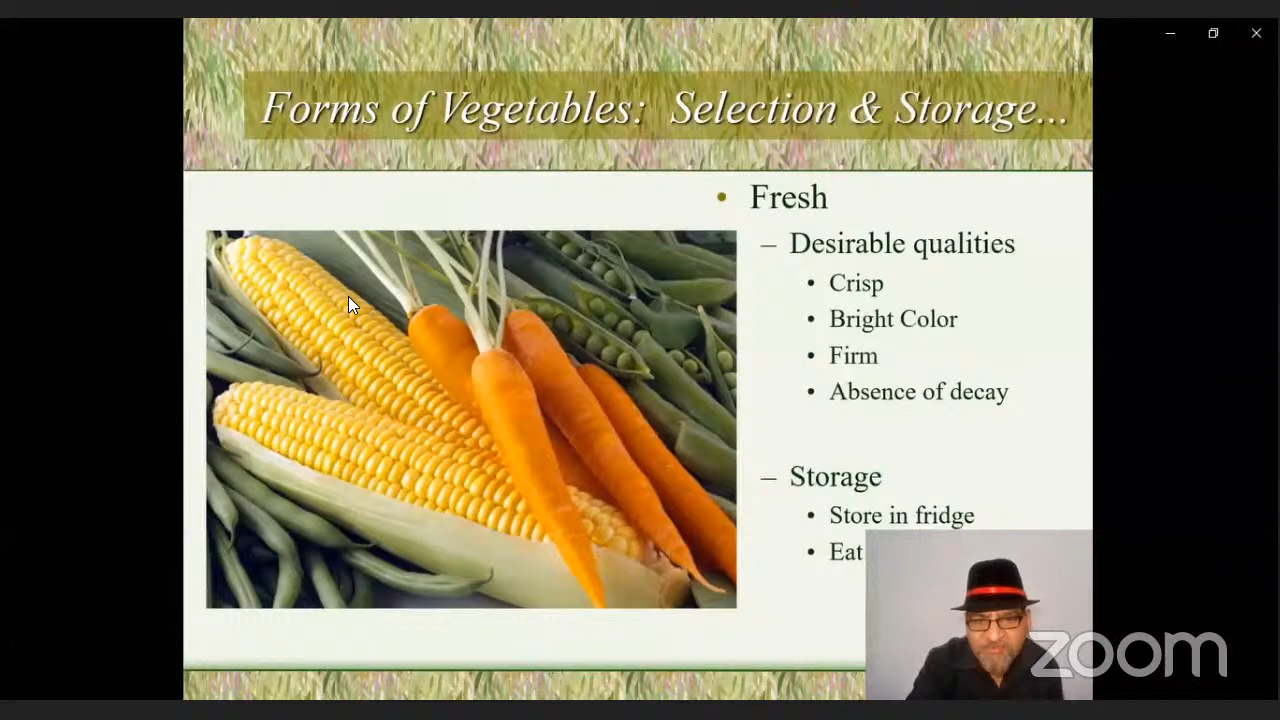 Forms of Vegetables: Selection & Storage...
• Fresh
– Desirable qualities
• Crisp
• Bright Color
• Firm
• Absence of decay
– Storage
• Store in fridge
• Eat
zoom